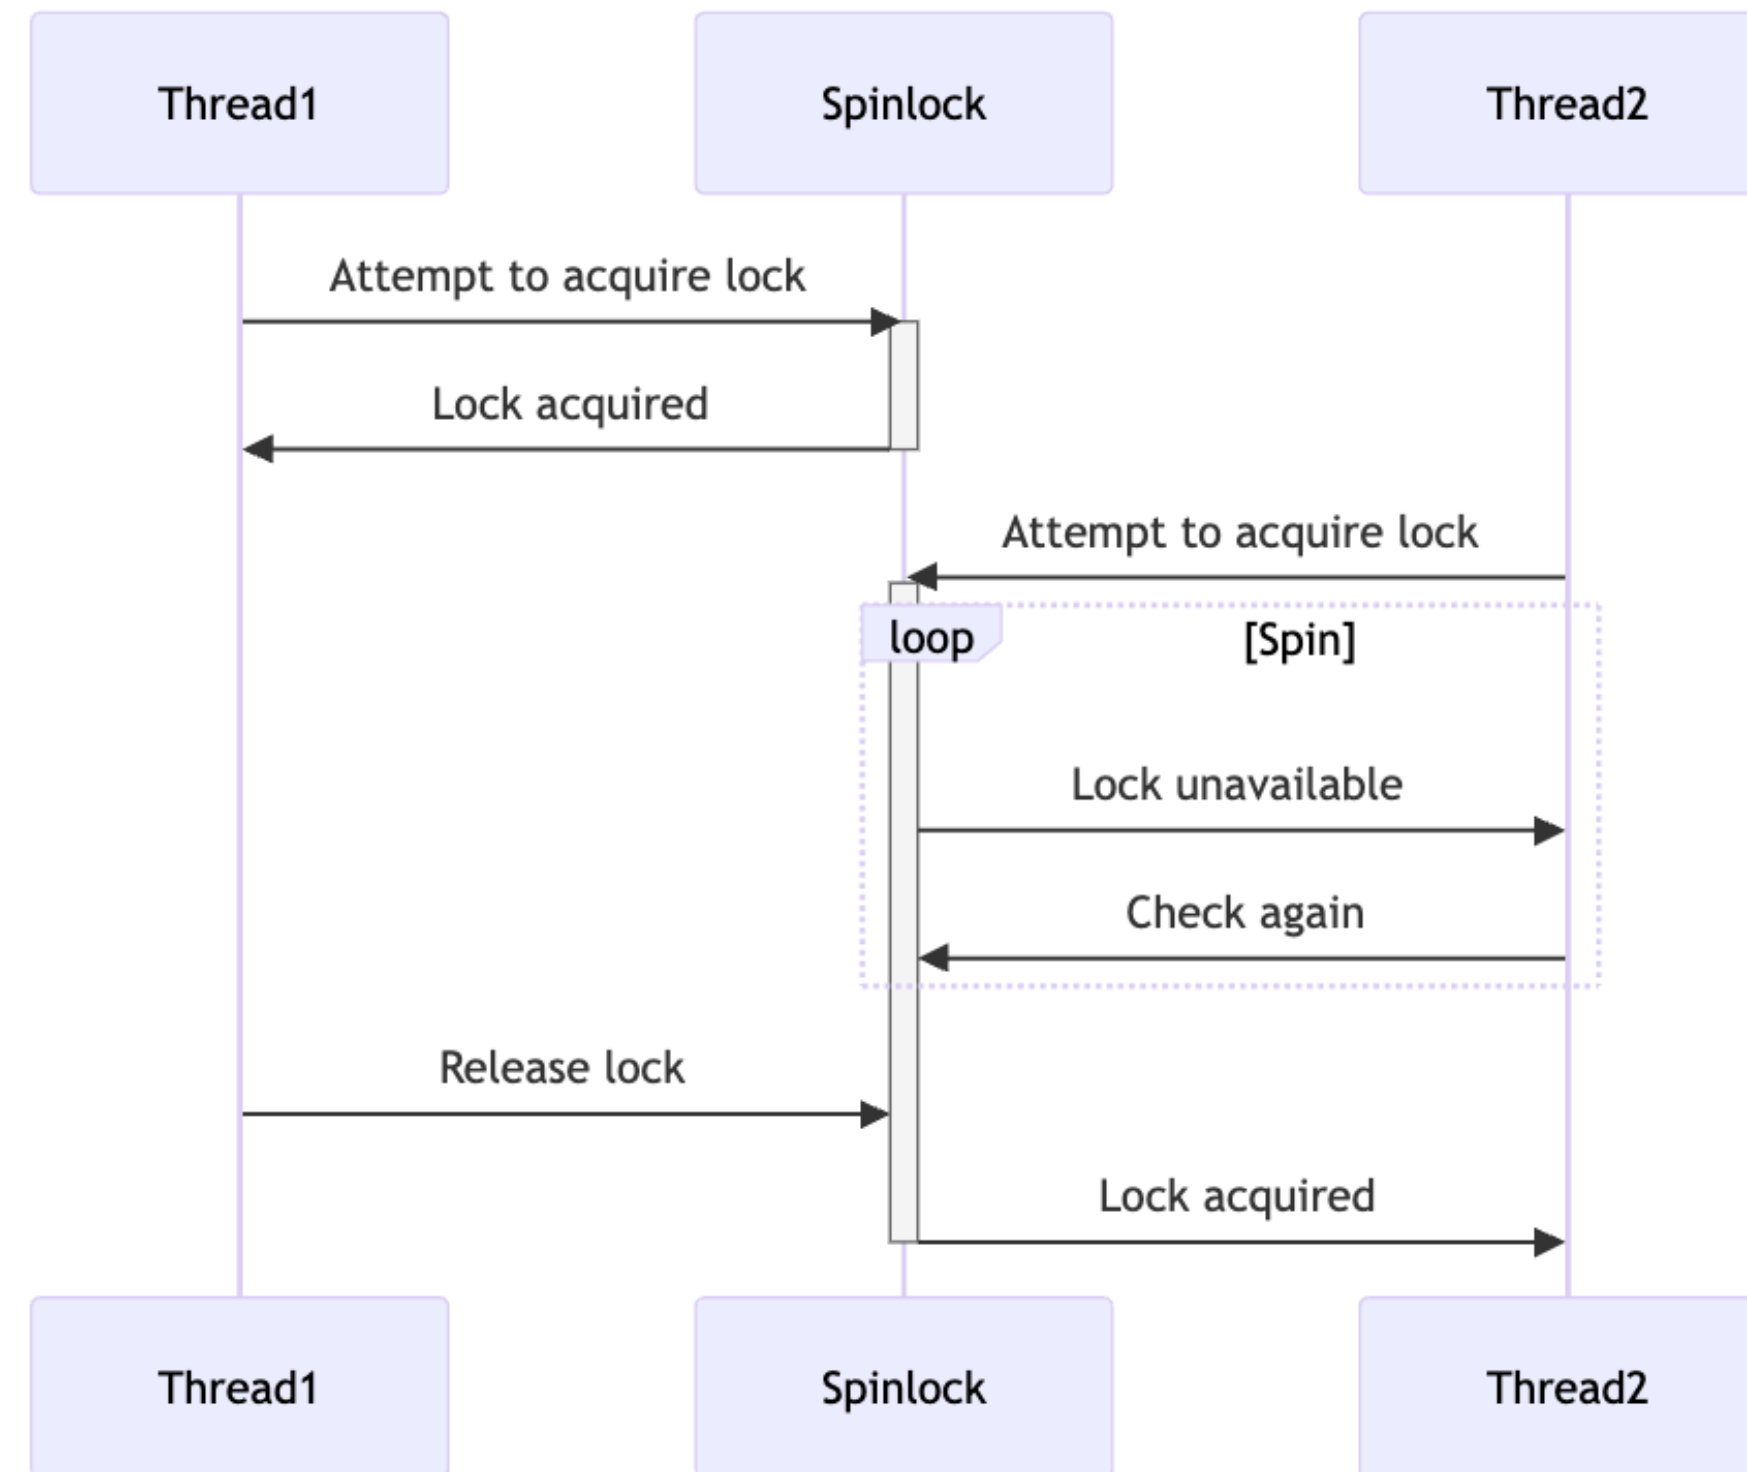 Thread1
Spinlock
Thread2
Attempt to acquire lock
Lock acquired
Attempt to acquire lock
loop
[Spin]
Lock unavailable
Check again
Release lock
Lock acquired
Thread1
Spinlock
Thread2